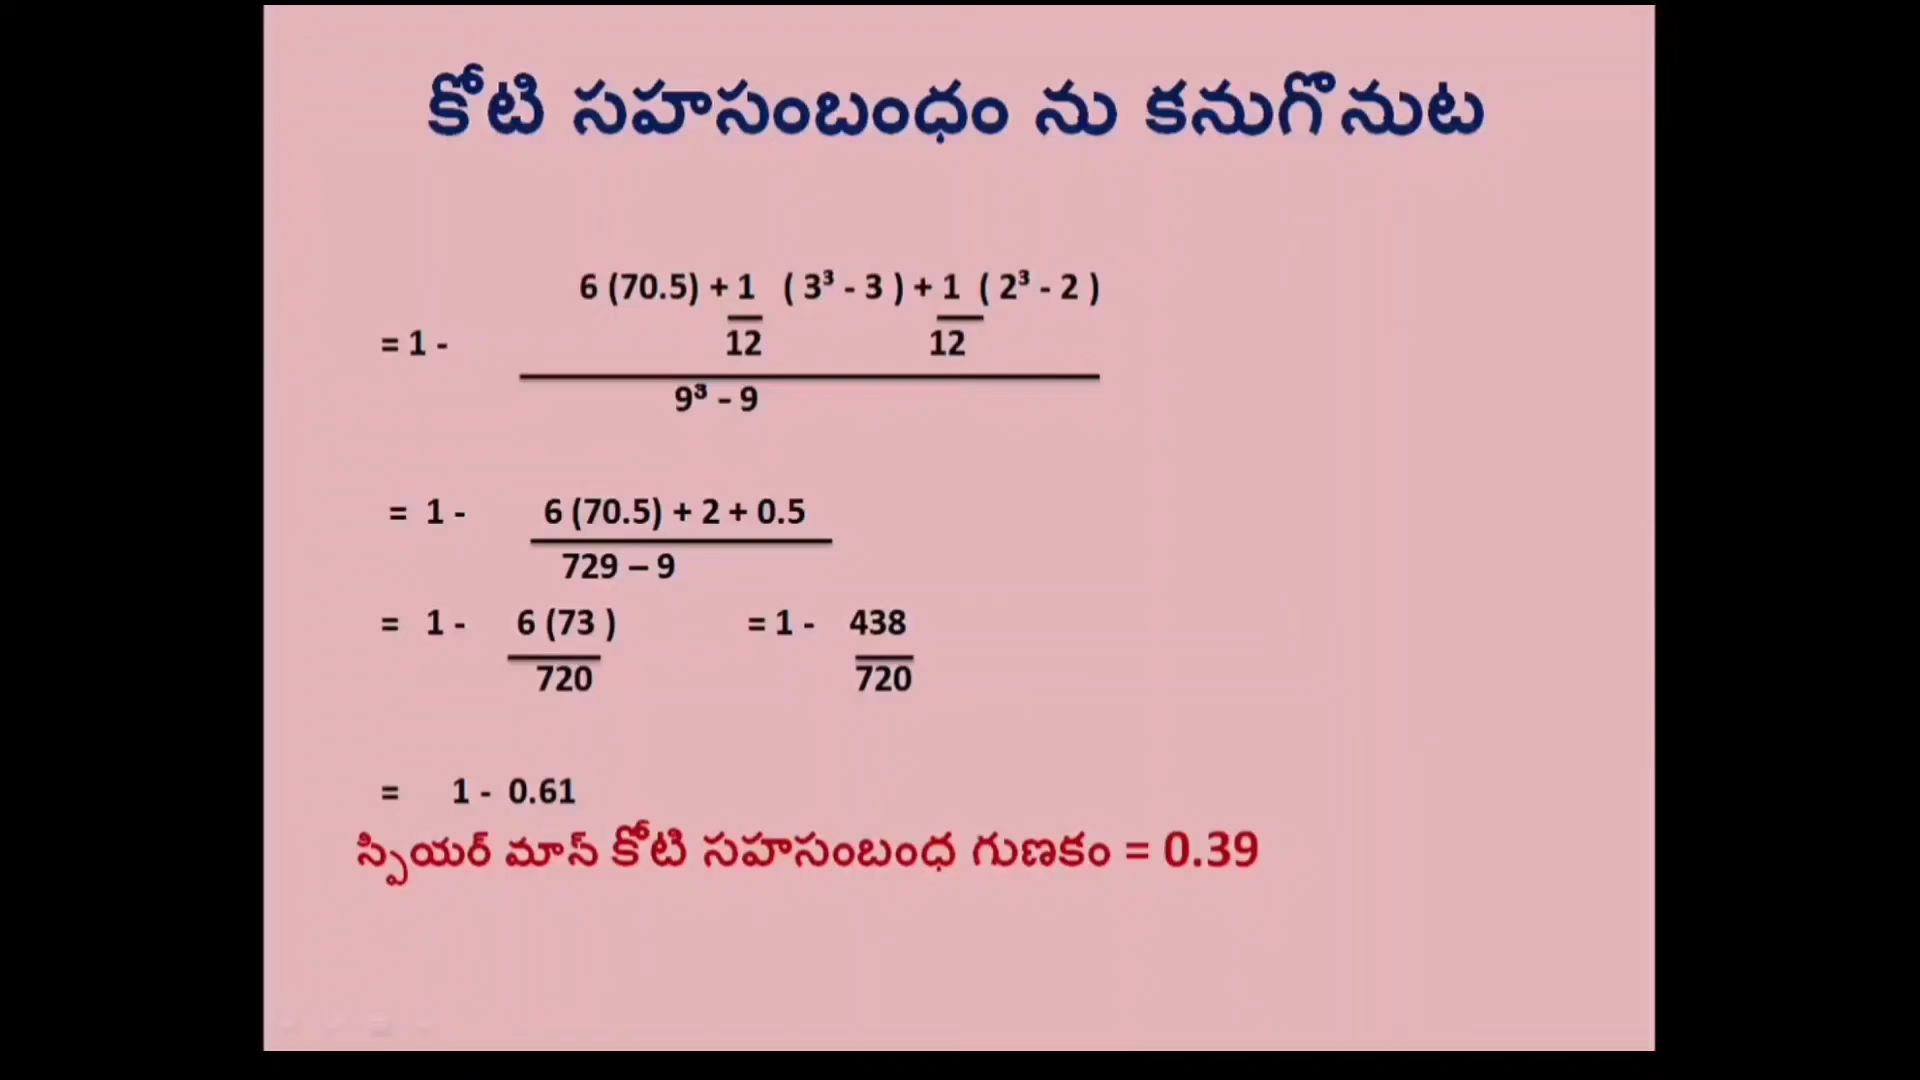 కోటి సహసంబంధం ను కనుగొనుట
6 (70.5) + 1 ( 3³ - 3 ) + 1 ( 2³ - 2 )
= 1 - 12 12
9³ – 9
= 1 - 6 (70.5) + 2 + 0.5
729 – 9
= 1 - 6 (73 ) = 1 - 438
720 720
= 1 - 0.61
స్పియర్ మాన్ కోటి సహసంబంధ గుణకం = 0.39